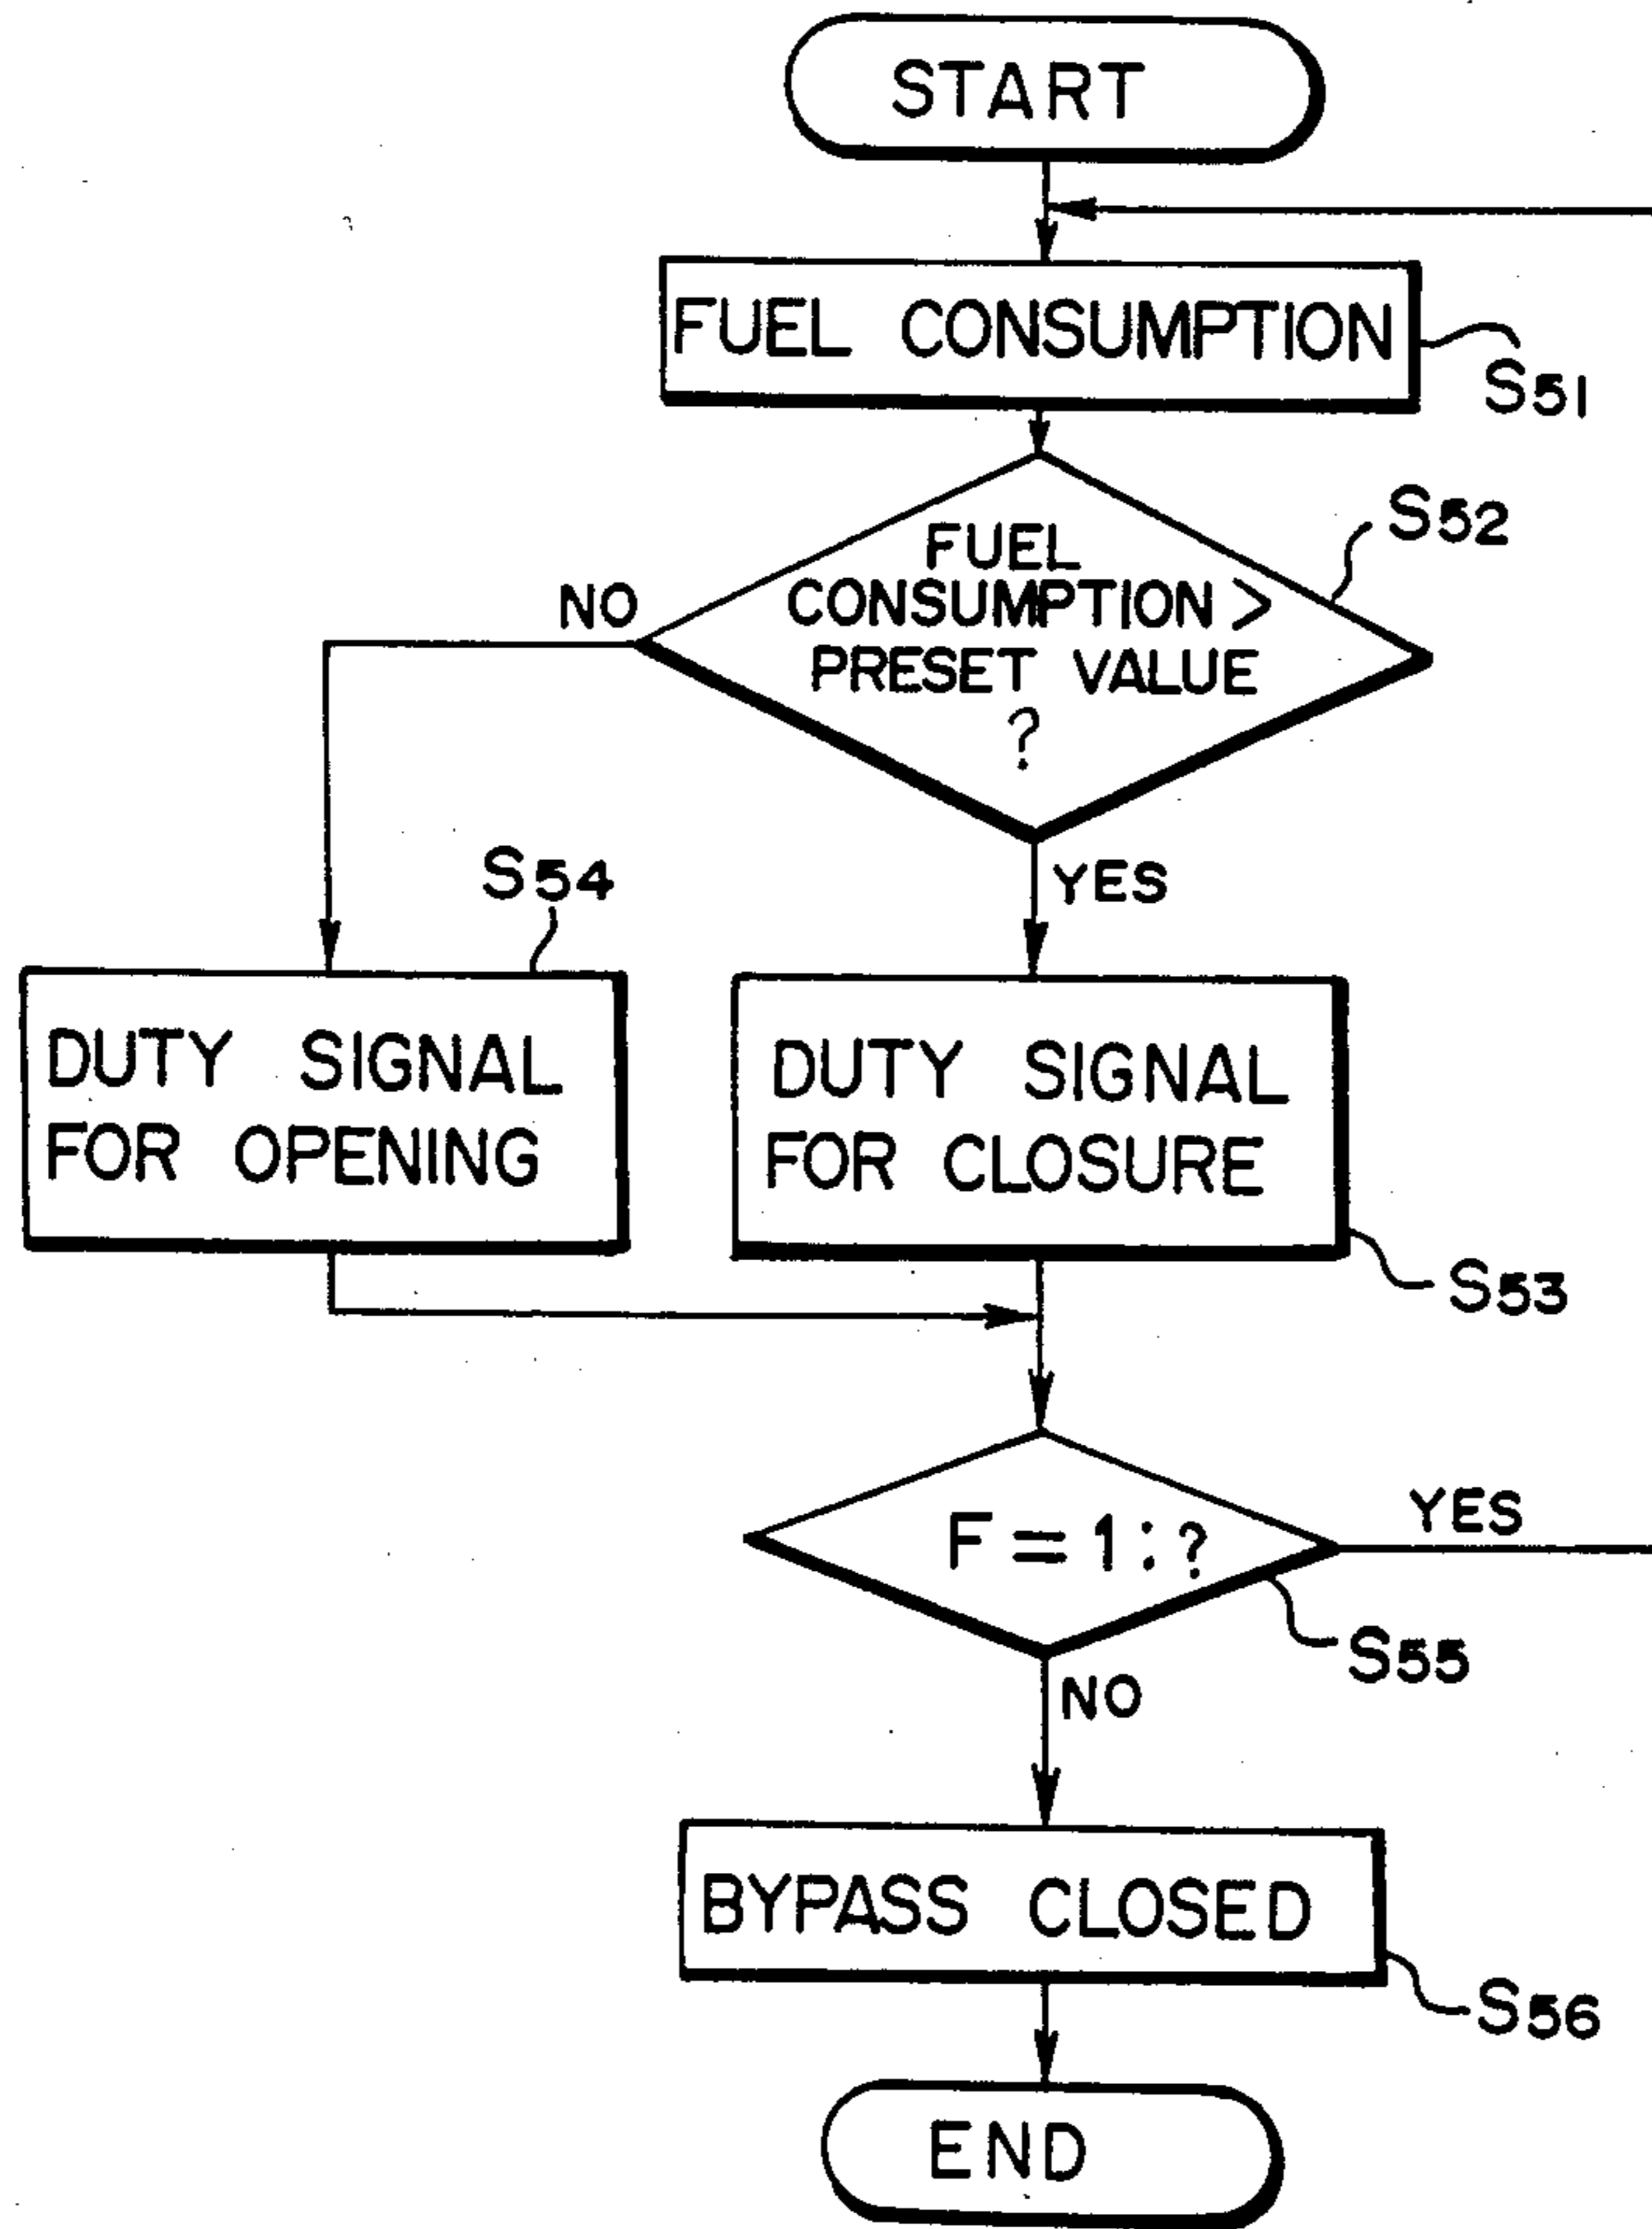 START
FUEL CONSUMPTION
S51
S52
FUEL
CONSUMPTION >
PRESET VALUE
?
NO
YES
S54
DUTY SIGNAL
FOR OPENING
DUTY SIGNAL
FOR CLOSURE
S53
F = 1 : ?
YES
S55
NO
BYPASS CLOSED
S56
END